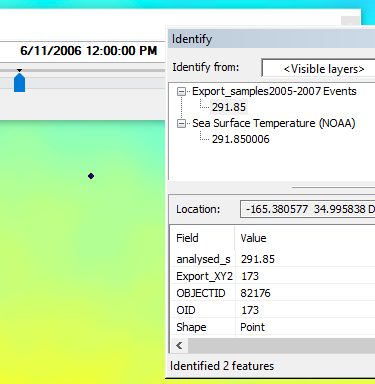 6/11/2006 12:00:00 PM
Identify
Identify from: <Visible layers>
Export_samples2005-2007 Events
291.85
Sea Surface Temperature (NOAA)
291.850006
Location: -165.380577 34.995838 D
Field Value
analysed_s 291.85
Export_XY2 173
OBJECTID 82176
OID 173
Shape Point
Identified 2 features